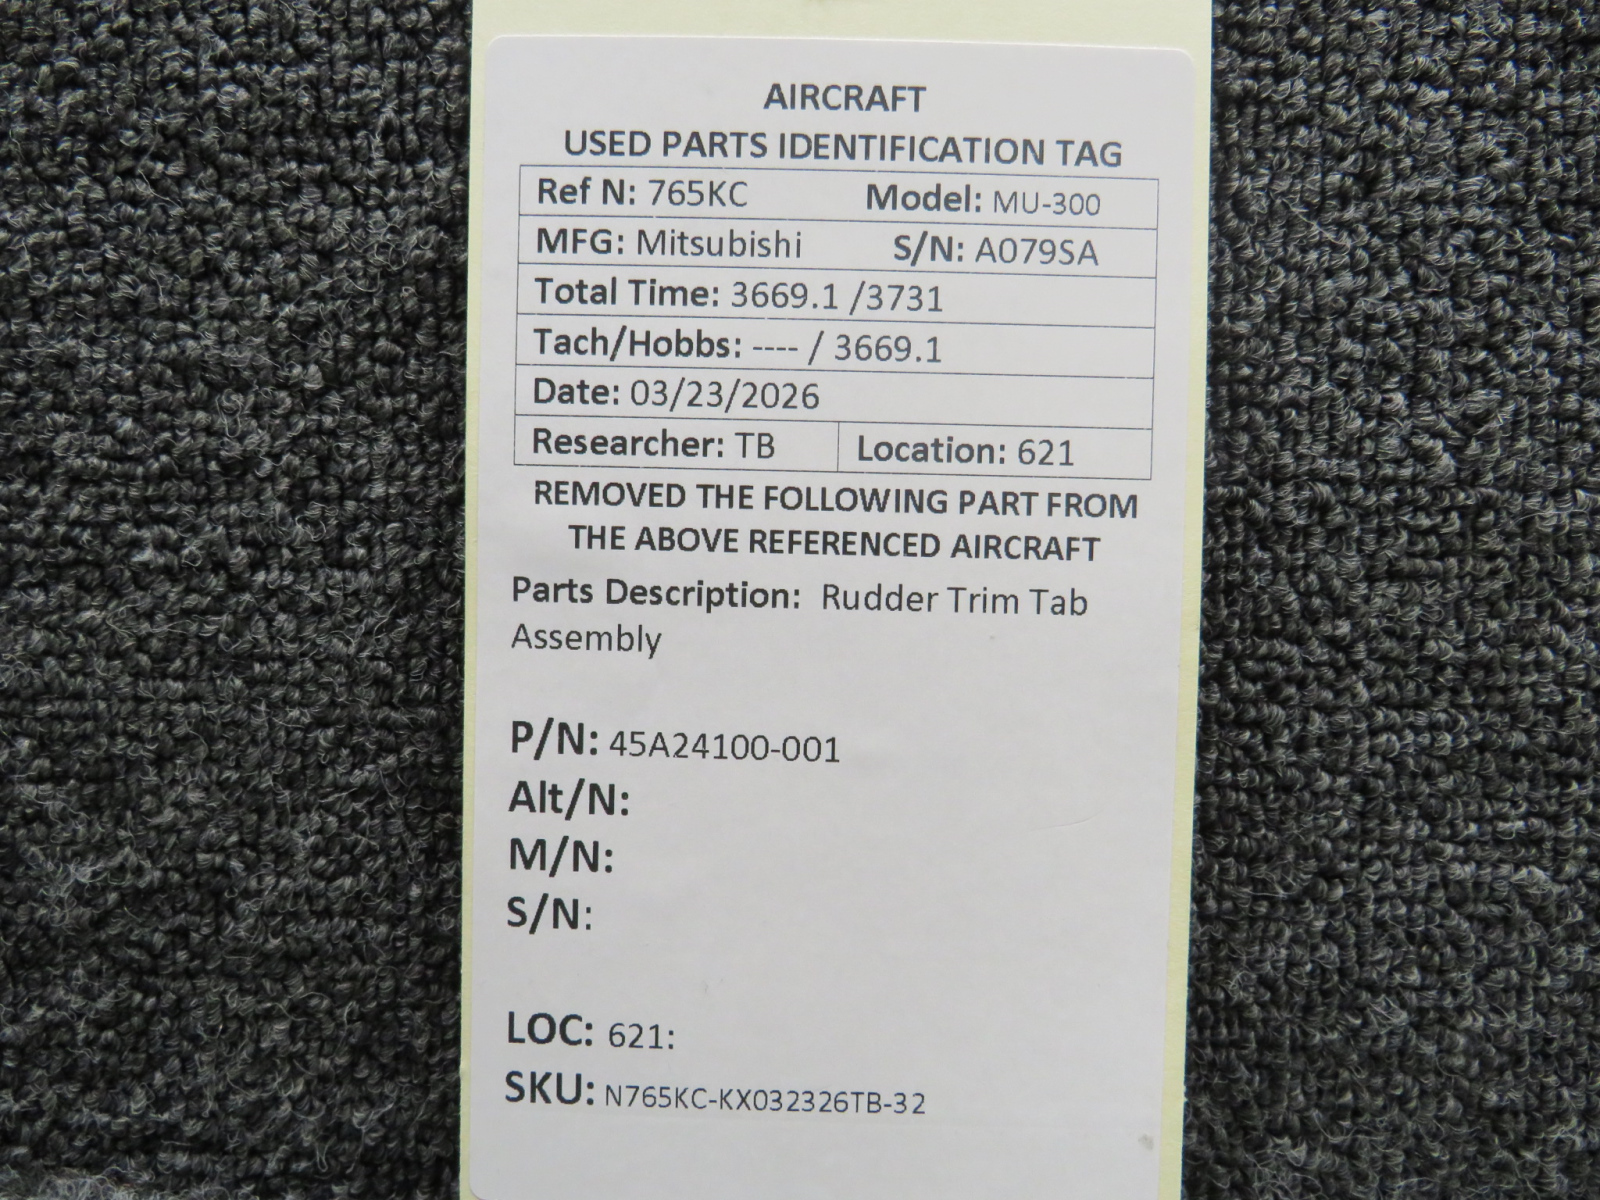 AIRCRAFT
USED PARTS IDENTIFICATION TAG
Ref N: 765KC Model: MU-300
MFG: Mitsubishi S/N: A079SA
Total Time: 3669.1 /3731
Tach/Hobbs: ---- / 3669.1
Date: 03/23/2026
Researcher: TB Location: 621
REMOVED THE FOLLOWING PART FROM
THE ABOVE REFERENCED AIRCRAFT
Parts Description: Rudder Trim Tab
Assembly
P/N: 45A24100-001
Alt/N:
M/N:
S/N:
LOC: 621:
SKU: N765KC-KX032326TB-32